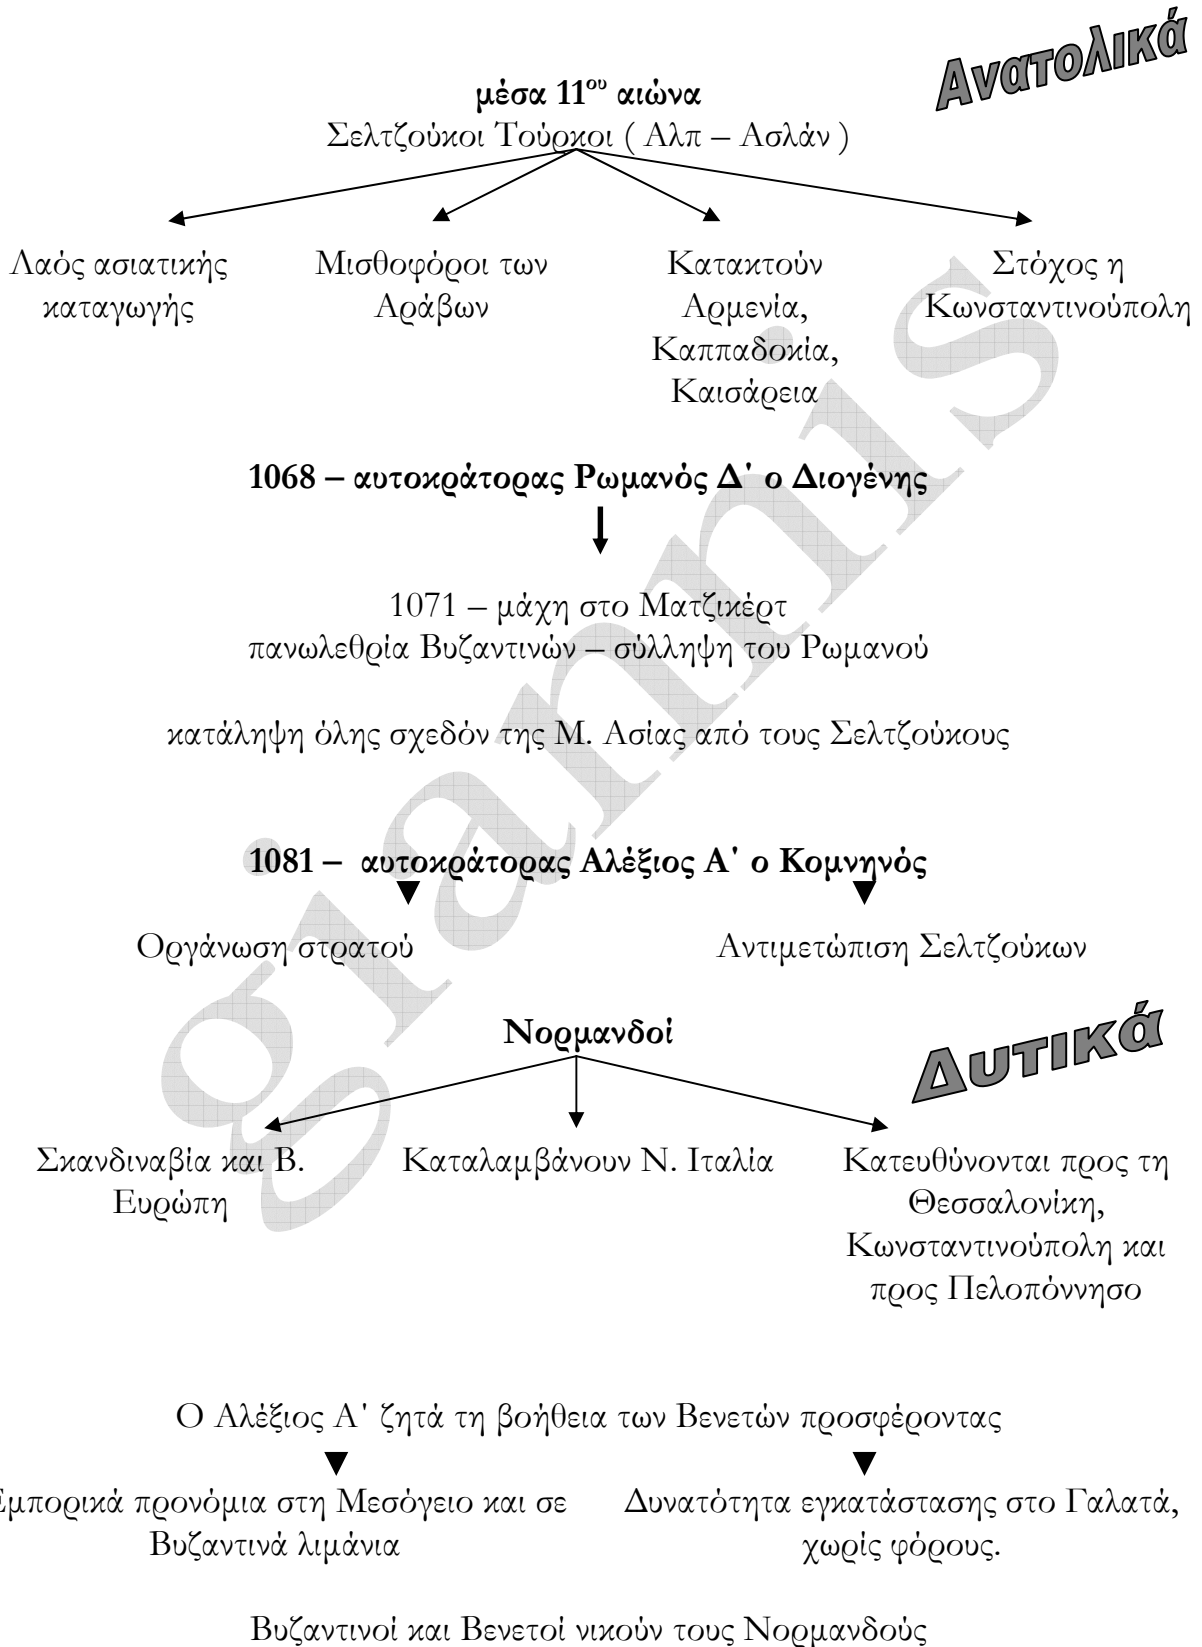 Ανατολικά
μέσα 11ου αιώνα
Σελτζούκοι Τούρκοι ( Αλπ – Ασλάν )
Λαός ασιατικής
καταγωγής
Μισθοφόροι των
Αράβων
Κατακτούν
Αρμενία,
Καππαδοκία,
Καισάρεια
Στόχος η
Κωνσταντινούπολη
1068 – αυτοκράτορας Ρωμανός Δ΄ ο Διογένης
1071 – μάχη στο Ματζικέρτ
πανωλεθρία Βυζαντινών – σύλληψη του Ρωμανού
κατάληψη όλης σχεδόν της Μ. Ασίας από τους Σελτζούκους
1081 – αυτοκράτορας Αλέξιος Α΄ ο Κομνηνός
Οργάνωση στρατού
Αντιμετώπιση Σελτζούκων
Δυτικά
Νορμανδοί
Σκανδιναβία και Β.
Ευρώπη
Καταλαμβάνουν Ν. Ιταλία
Κατευθύνονται προς τη
Θεσσαλονίκη,
Κωνσταντινούπολη και
προς Πελοπόννησο
Ο Αλέξιος Α΄ ζητά τη βοήθεια των Βενετών προσφέροντας
Εμπορικά προνόμια στη Μεσόγειο και σε
Βυζαντινά λιμάνια
Δυνατότητα εγκατάστασης στο Γαλατά,
χωρίς φόρους.
Βυζαντινοί και Βενετοί νικούν τους Νορμανδούς
giannis